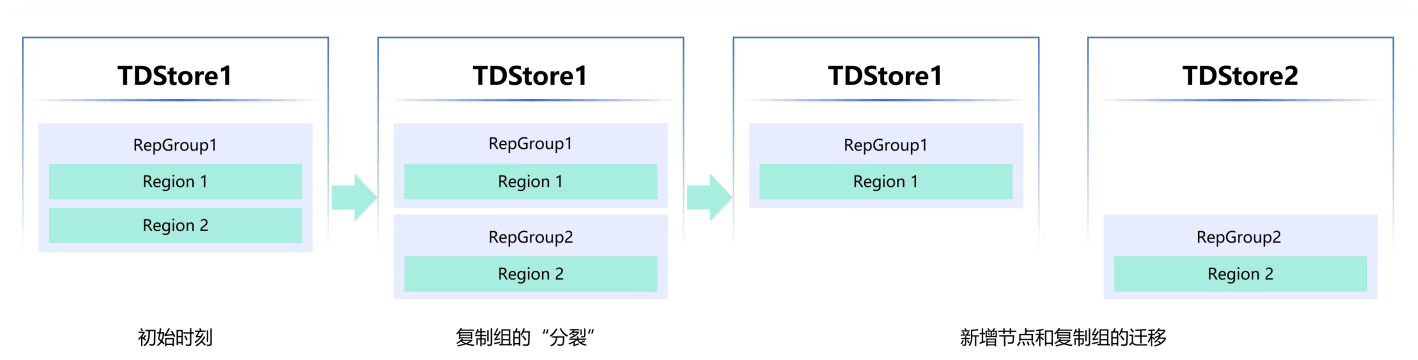 TDStore1
RepGroup1
Region 1
Region 2
初始时刻
TDStore1
RepGroup1
Region 1
RepGroup2
Region 2
复制组的“分裂”
TDStore1
RepGroup1
Region 1
TDStore2
RepGroup2
Region 2
新增节点和复制组的迁移